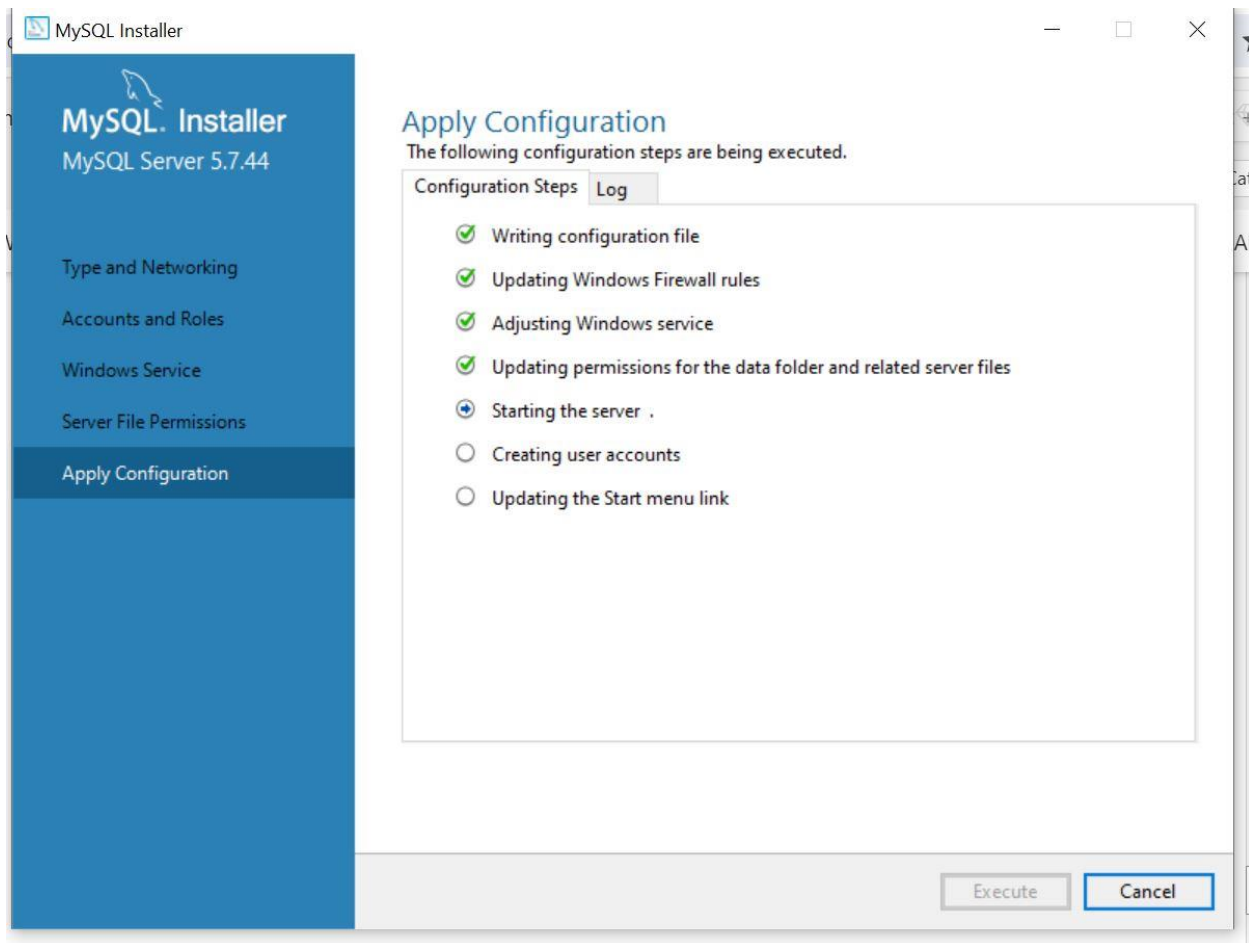 MySQL Installer
MySQL. Installer
MySQL Server 5.7.44
Type and Networking
Accounts and Roles
Windows Service
Server File Permissions
Apply Configuration
Apply Configuration
The following configuration steps are being executed.
Configuration Steps
Log
Writing configuration file
Updating Windows Firewall rules
Adjusting Windows service
Updating permissions for the data folder and related server files
Starting the server .
Creating user accounts
Updating the Start menu link
Execute
Cancel